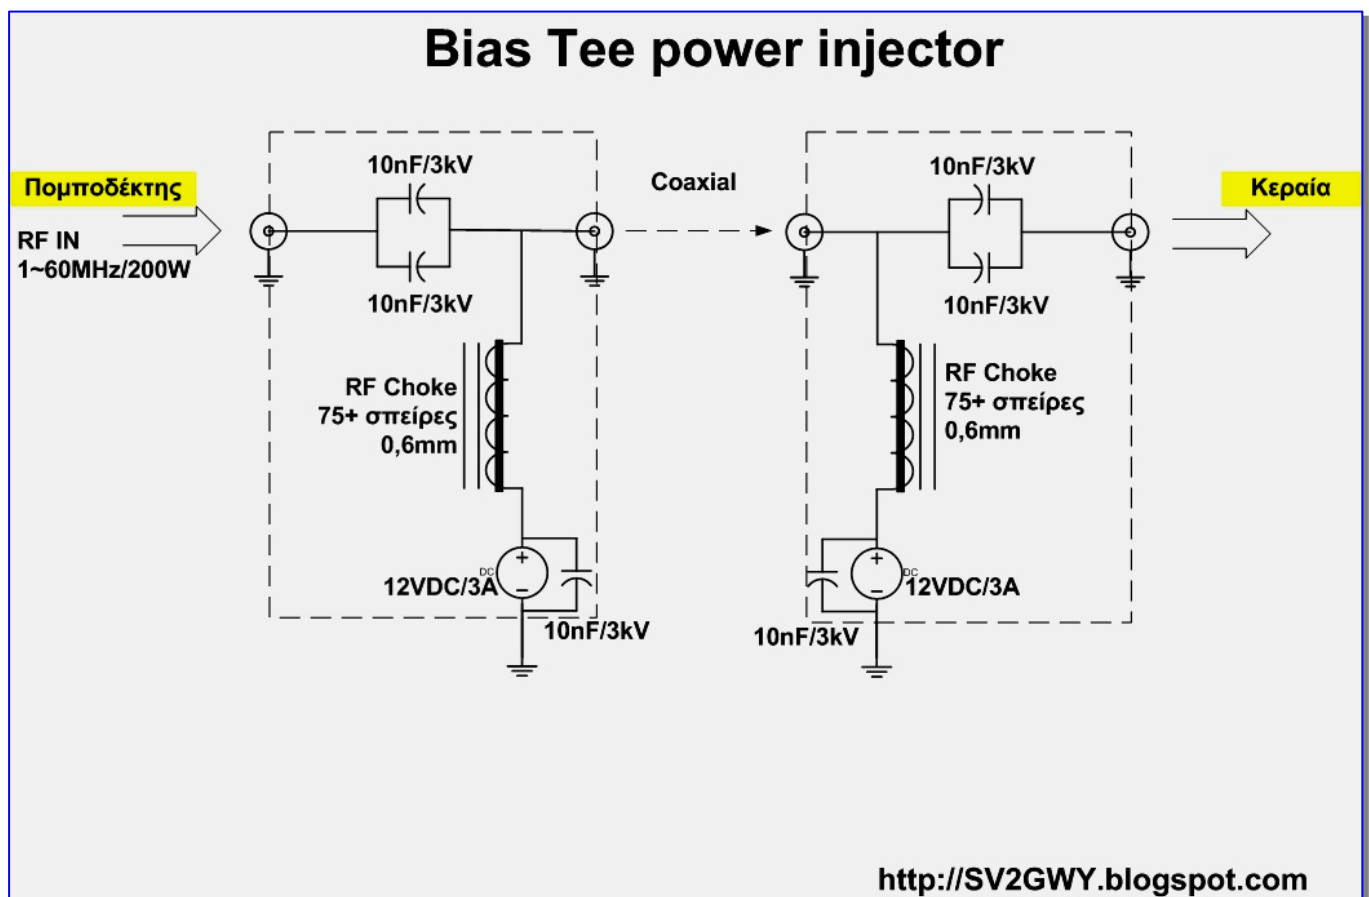 Bias Tee power injector
Πομποδέκτης
RF IN
1~60MHz/200W
10nF/3kV
10nF/3kV
RF Choke
75+ σπείρες
0,6mm
DC
12VDC/3A
10nF/3kV
Coaxial
10nF/3kV
10nF/3kV
Κεραία
RF Choke
75+ σπείρες
0,6mm
DC
12VDC/3A
10nF/3kV
http://SV2GWY.blogspot.com